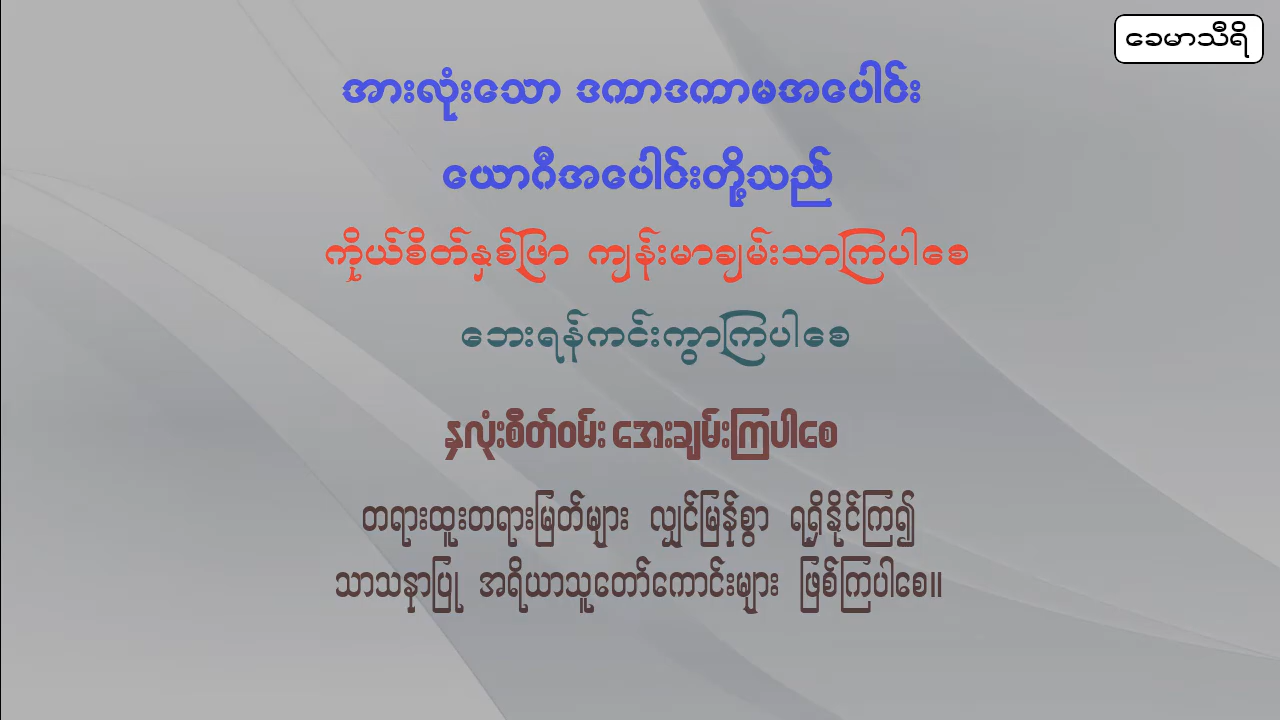 ခေမာသီရိ
အားလုံးသော ဒကာဒကာမအပေါင်း
ယောဂီအပေါင်းတို့သည်
ကိုယ်စိတ်နှစ်ဖြာ ကျန်းမာချမ်းသာကြပါစေ
ဘေးရန်ကင်းကွာကြပါစေ
နှလုံးစိတ်ဝမ်း အေးချမ်းကြပါစေ
တရားထူးတရားမြတ်များ လျှင်မြန်စွာ ရရှိနိုင်ကြ၍
သာသနာပြု အရိယာသူတော်ကောင်းများ ဖြစ်ကြပါစေ။